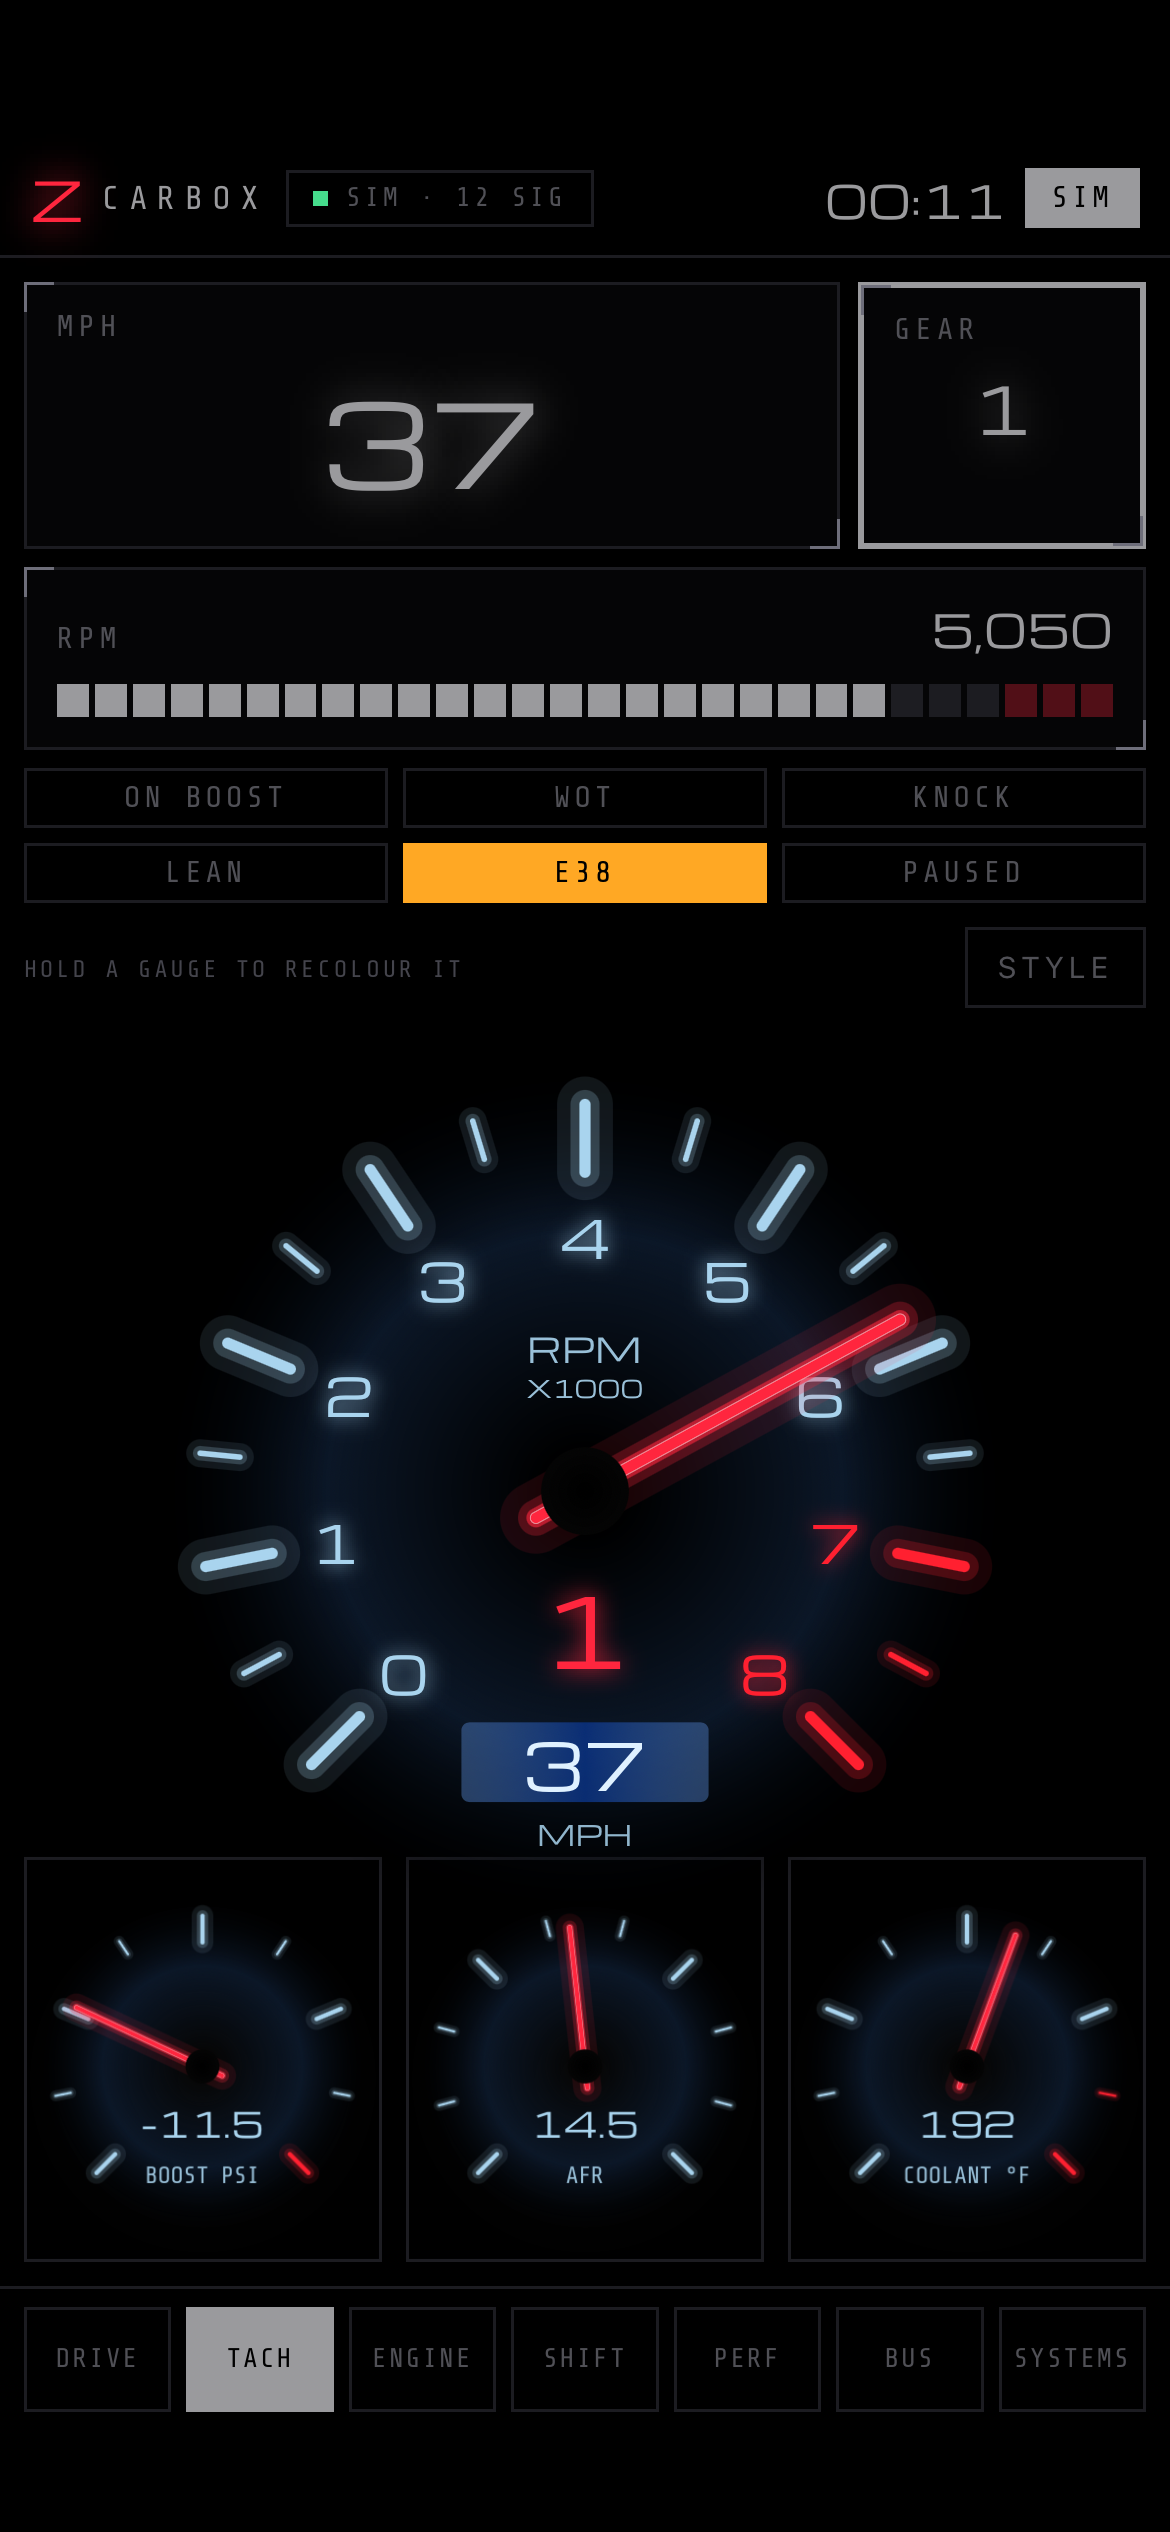 Z CARBOX SIM · 12 SIG 00:11 SIM
MPH
37
GEAR
1
RPM 5,050
ON BOOST WOT KNOCK
LEAN E38 PAUSED
HOLD A GAUGE TO RECOLOUR IT STYLE
4
3 5
RPM
X1000
2 6
1 7
1
0 8
37
MPH
-11.5 14.5 192
BOOST PSI AFR COOLANT °F
DRIVE TACH ENGINE SHIFT PERF BUS SYSTEMS